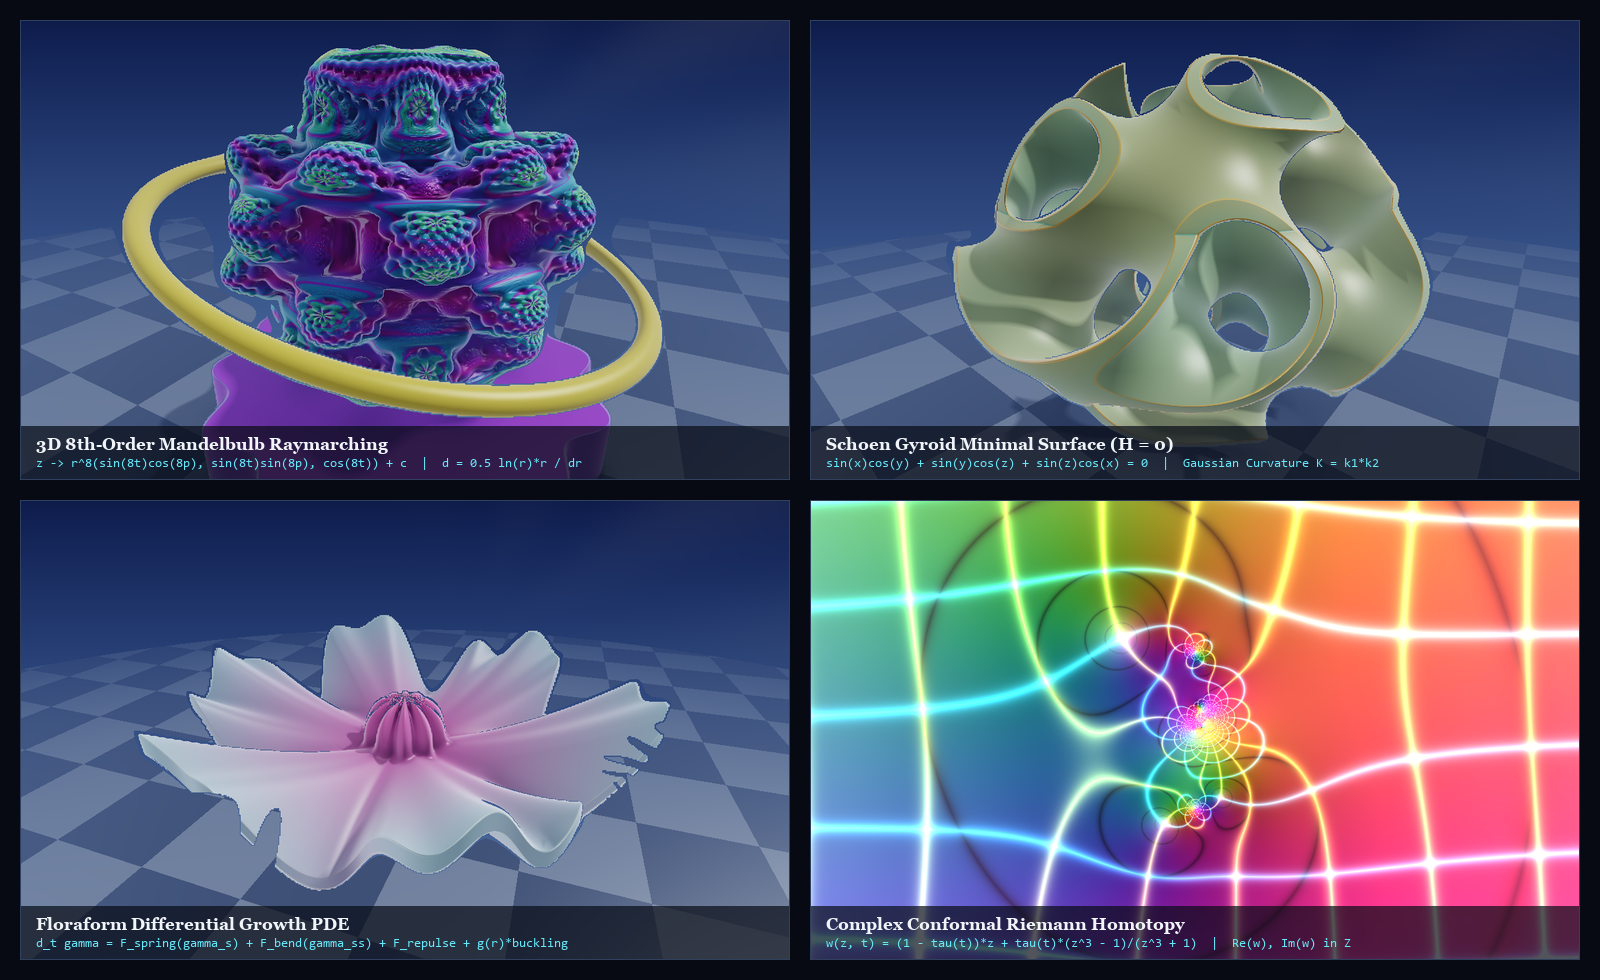 3D 8th-Order Mandelbulb Raymarching
z -> r^8(sin(8t)cos(8p), sin(8t)sin(8p), cos(8t)) + c | d = 0.5 ln(r)*r / dr
Schoen Gyroid Minimal Surface (H = 0)
sin(x)cos(y) + sin(y)cos(z) + sin(z)cos(x) = 0 | Gaussian Curvature K = k1*k2
Floraform Differential Growth PDE
d_t gamma = F_spring(gamma_s) + F_bend(gamma_ss) + F_repulse + g(r)*buckling
Complex Conformal Riemann Homotopy
w(z, t) = (1 - tau(t))*z + tau(t)*(z^3 - 1)/(z^3 + 1) | Re(w), Im(w) in Z